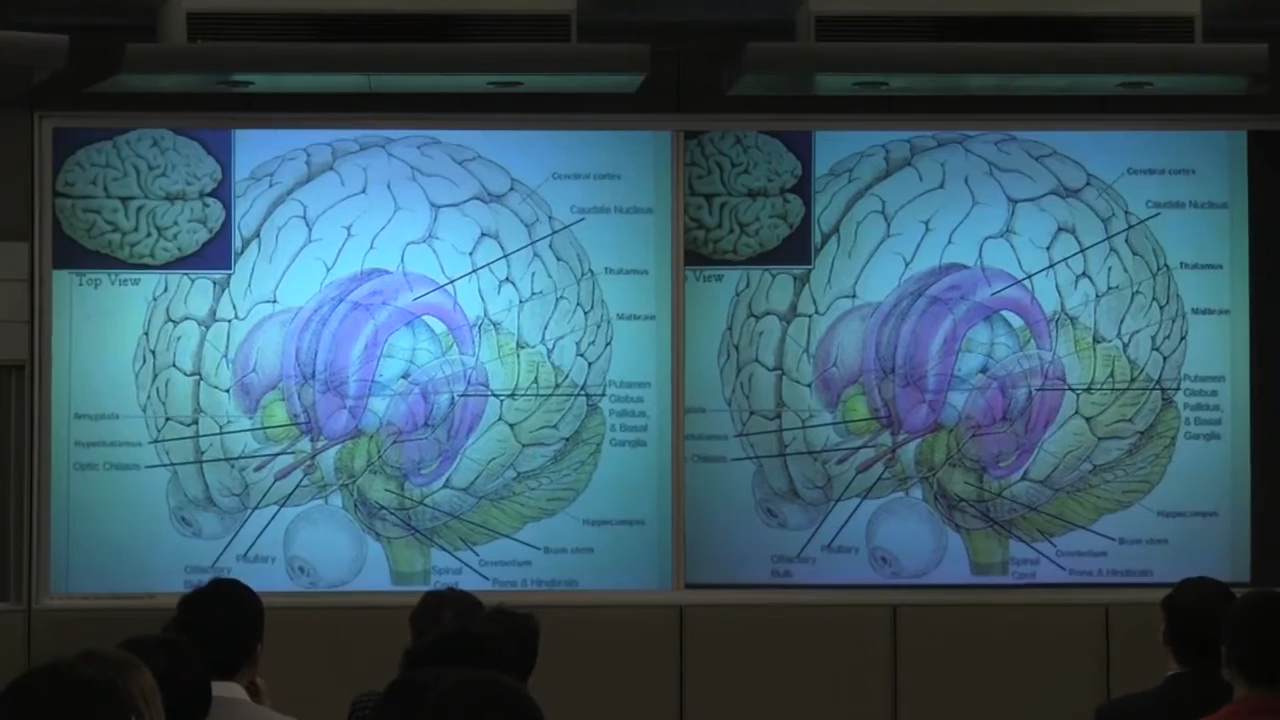 Top View
Cerebral cortex
Caudate Nucleus
Thalamus
Midbrain
Putamen
Globus
Pallidus,
& Basal
Ganglia
Amygdala
Hypothalamus
Optic Chiasm
Hippocampus
Brain stem
Cerebellum
Pons & Hindbrain
Spinal
Cord
Pituitary
Olfactory
Bulb
View
Cerebral cortex
Caudate Nucleus
Thalamus
Midbrain
Putamen
Globus
Pallidus,
& Basal
Ganglia
Chiasm
Hippocampus
Brain stem
Cerebellum
Pons & Hindbrain
Spinal
Cord
Olfactory
Bulb